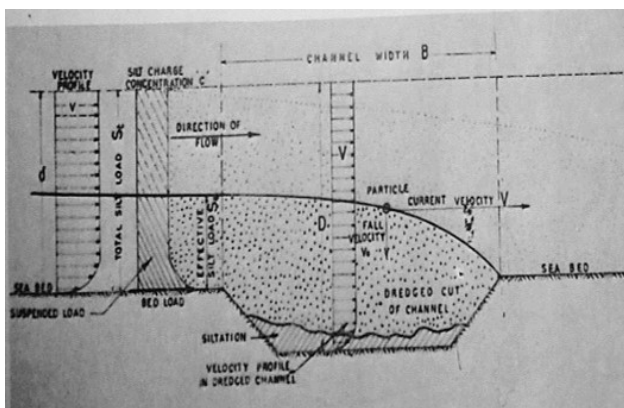 CHANNEL WIDTH B
VELOCITY
PROFILE
SILT CHARGE
CONCENTRATION C
V
DIRECTION OF
FLOW
d
TOTAL SILT LOAD St
V
PARTICLE
CURRENT VELOCITY V
EFFECTIVE
SILT LOAD
D
FALL
VELOCITY
SEA BED
SEA BED
SUSPENDED LOAD
BED LOAD
DREDGED CUT
OF CHANNEL
SILTATION
VELOCITY PROFILE
IN DREDGED CHANNEL